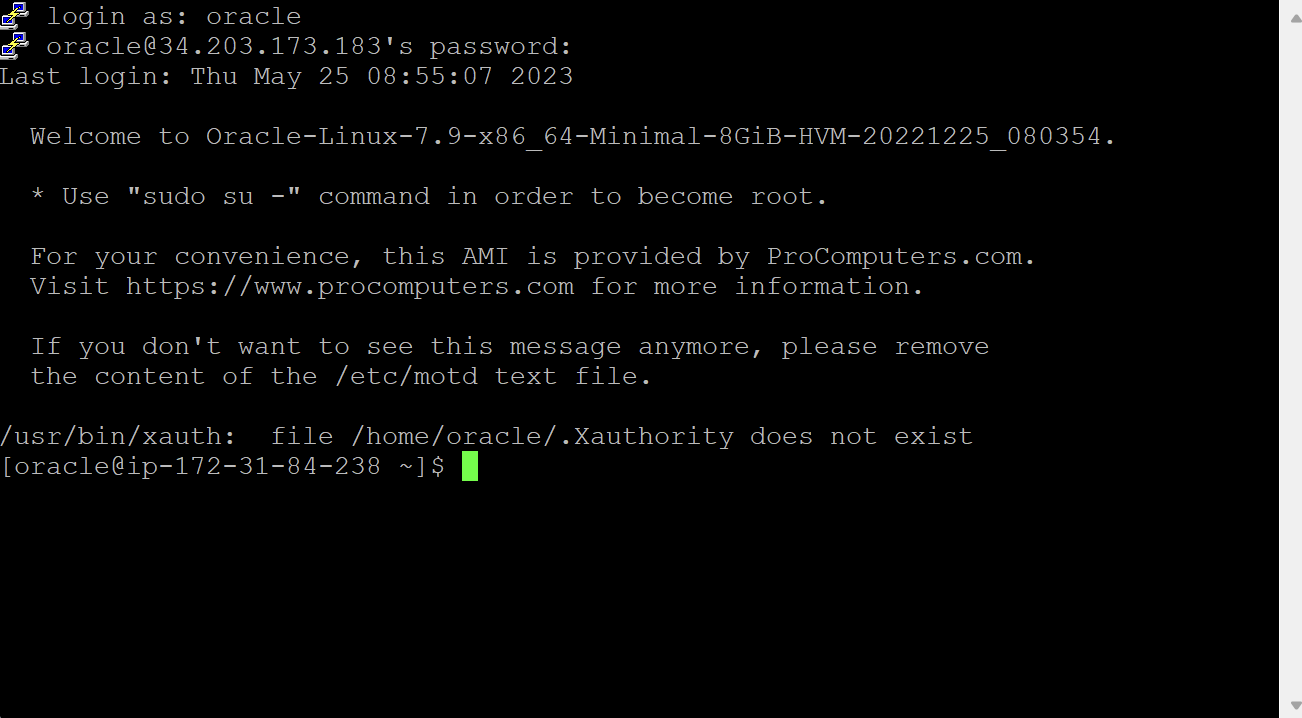 login as: oracle
oracle@34.203.173.183's password:
Last login: Thu May 25 08:55:07 2023
Welcome to Oracle-Linux-7.9-x86_64-Minimal-8GiB-HVM-20221225_080354.
* Use "sudo su -" command in order to become root.
For your convenience, this AMI is provided by ProComputers.com.
Visit https://www.procomputers.com for more information.
If you don't want to see this message anymore, please remove
the content of the /etc/motd text file.
/usr/bin/xauth:  file /home/oracle/.Xauthority does not exist
[oracle@ip-172-31-84-238 ~]$